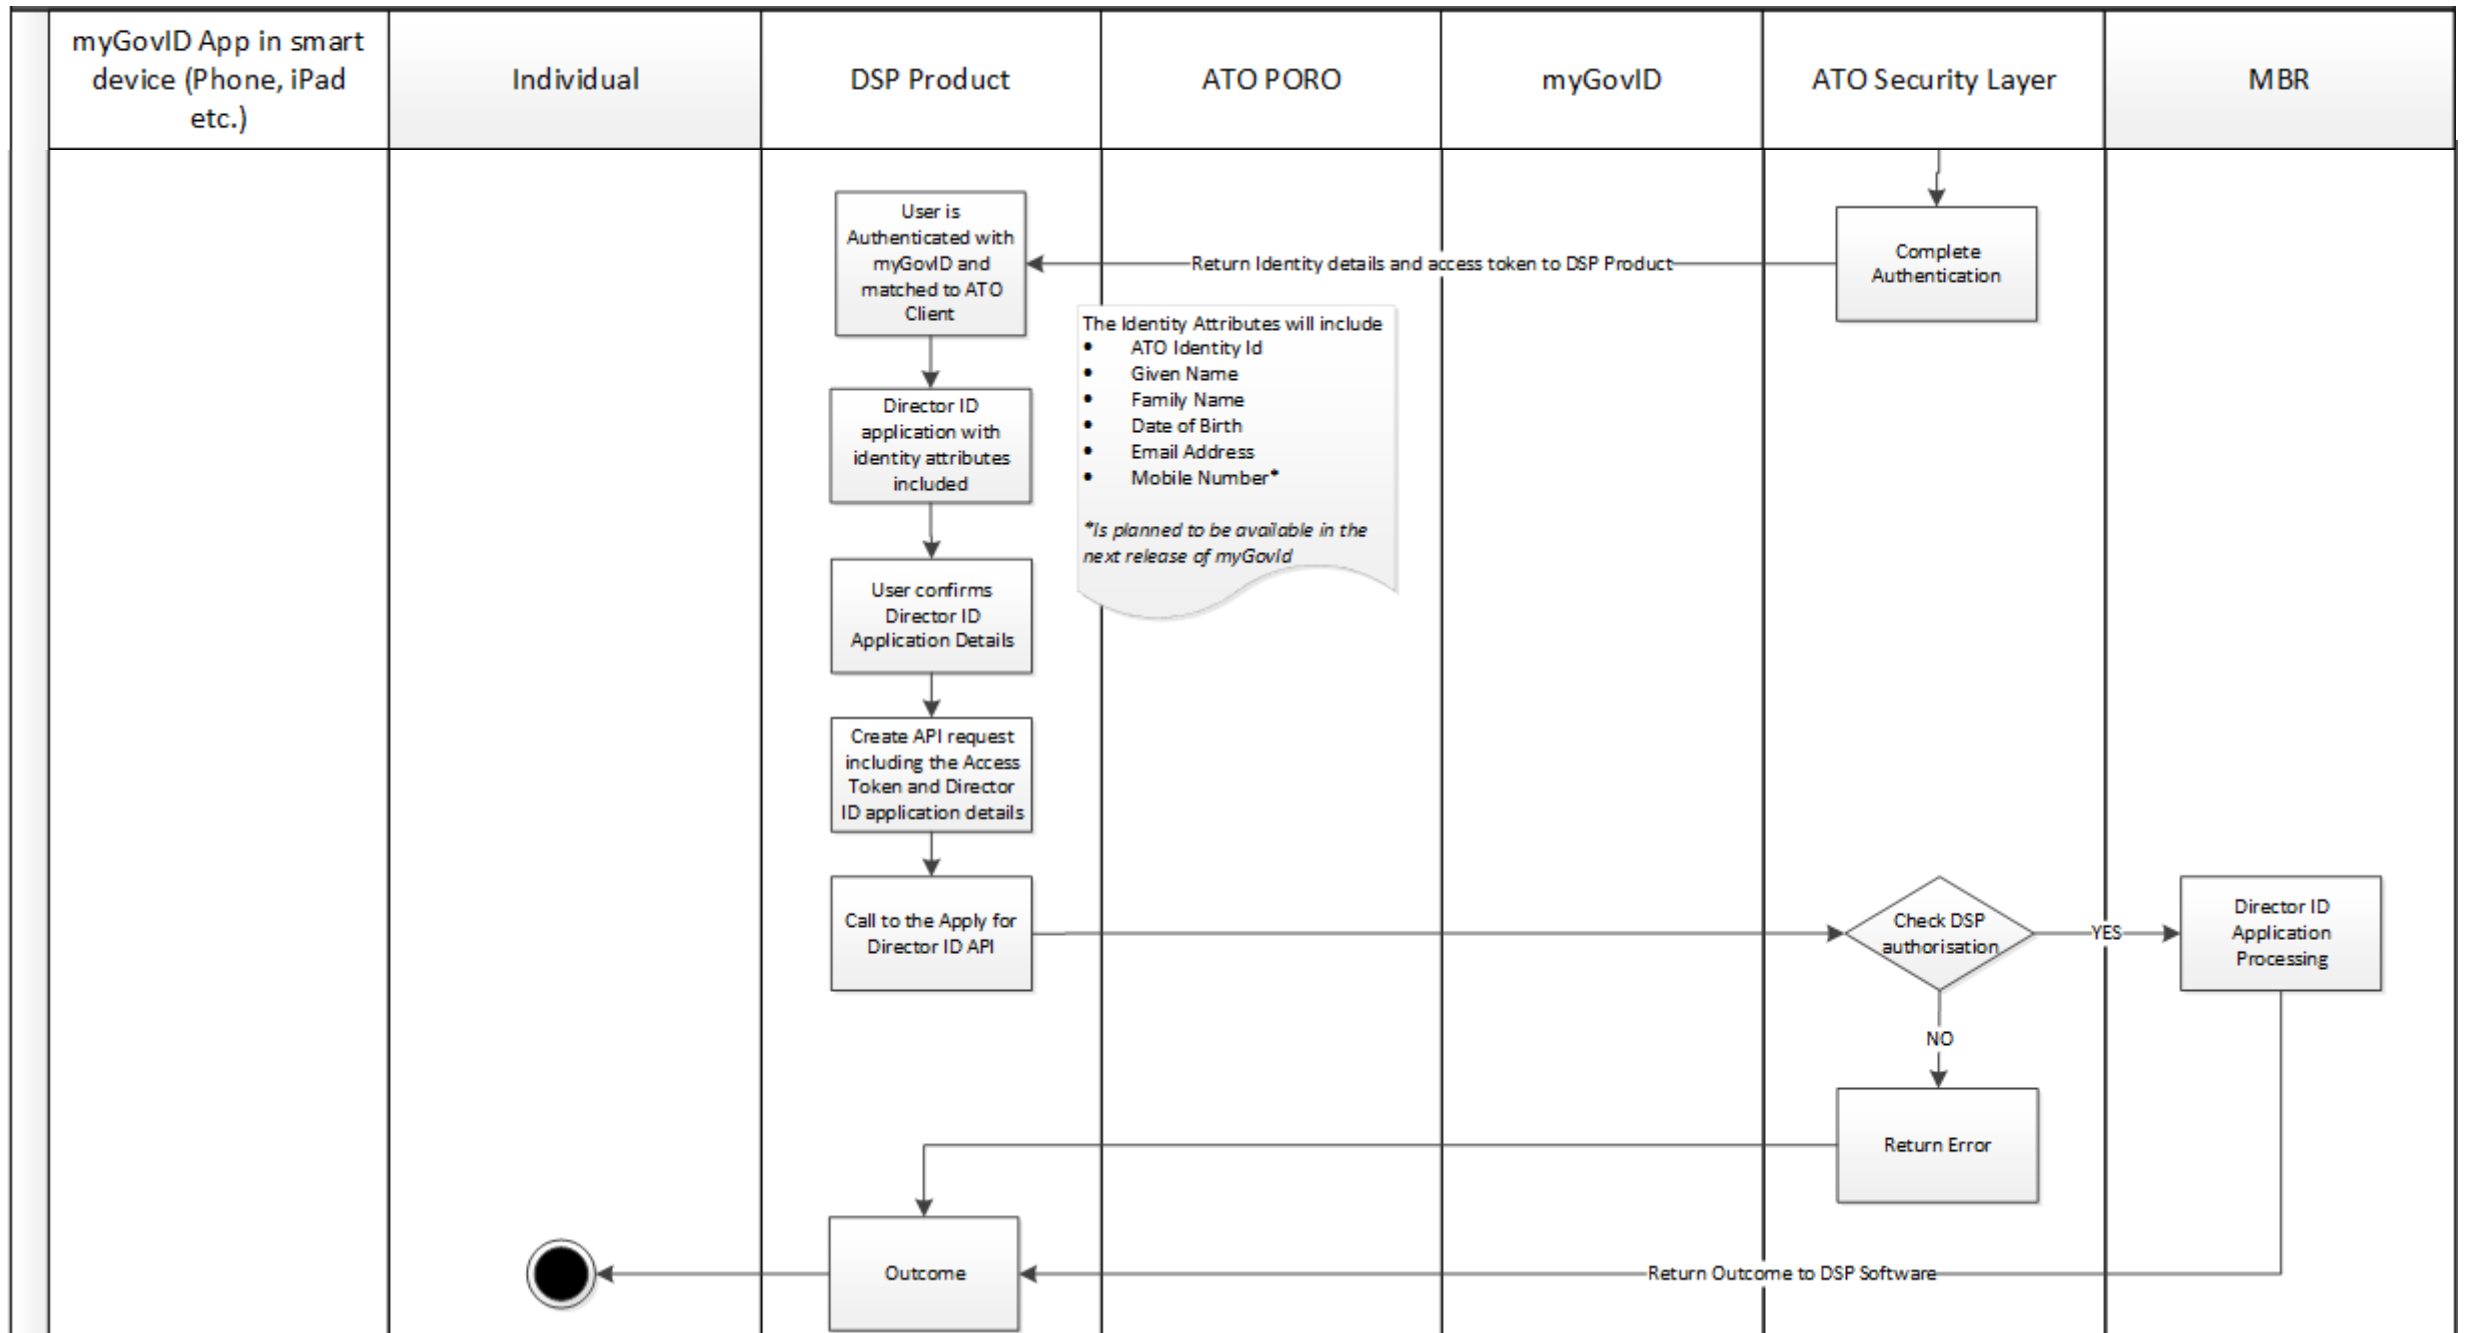 myGovID App in smart
device (Phone, iPad
etc.)
Individual
DSP Product
ATO PORO
myGovID
ATO Security Layer
MBR
User is
Authenticated with
myGovID and
matched to ATO
Client
Return Identity details and access token to DSP Product
Complete
Authentication
The Identity Attributes will include
• ATO Identity Id
• Given Name
• Family Name
• Date of Birth
• Email Address
• Mobile Number*
*Is planned to be available in the
next release of myGovId
Director ID
application with
identity attributes
included
User confirms
Director ID
Application Details
Create API request
including the Access
Token and Director
ID application details
Call to the Apply for
Director ID API
Check DSP
authorisation
YES
Director ID
Application
Processing
NO
Return Error
Outcome
Return Outcome to DSP Software